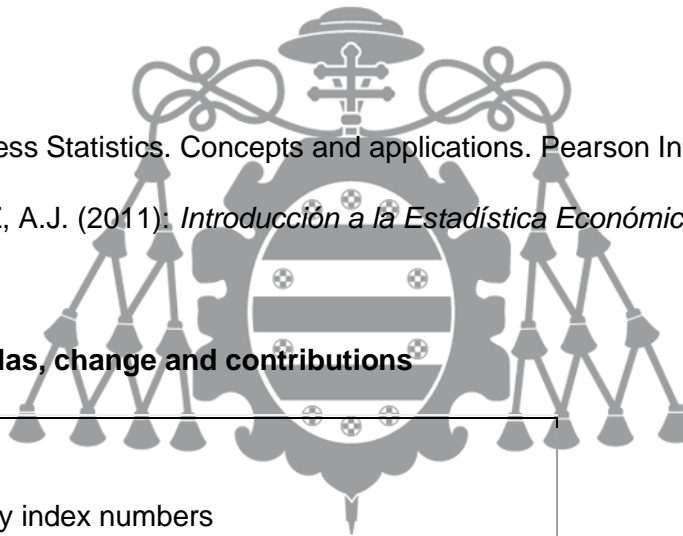 ess Statistics. Concepts and applications. Pearson In
, A.J. (2011): Introducción a la Estadística Económic
las, change and contributions
y index numbers